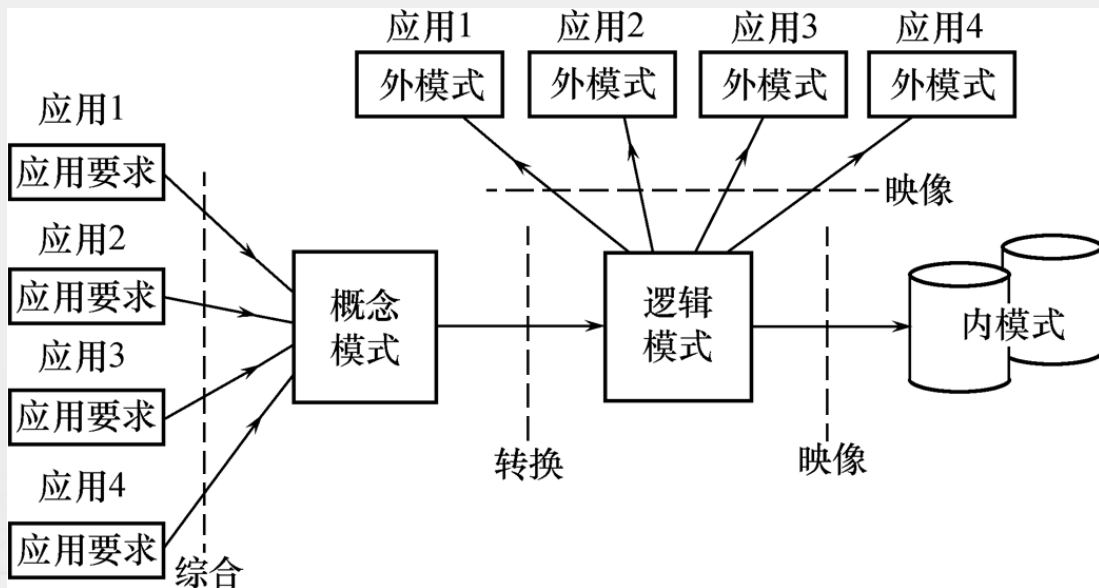 应用1
应用2
应用3
应用4
外模式
外模式
外模式
外模式
映像
应用1
应用要求
应用2
应用要求
应用3
应用要求
应用4
应用要求
综合
概念
模式
转换
逻辑
模式
映像
内模式